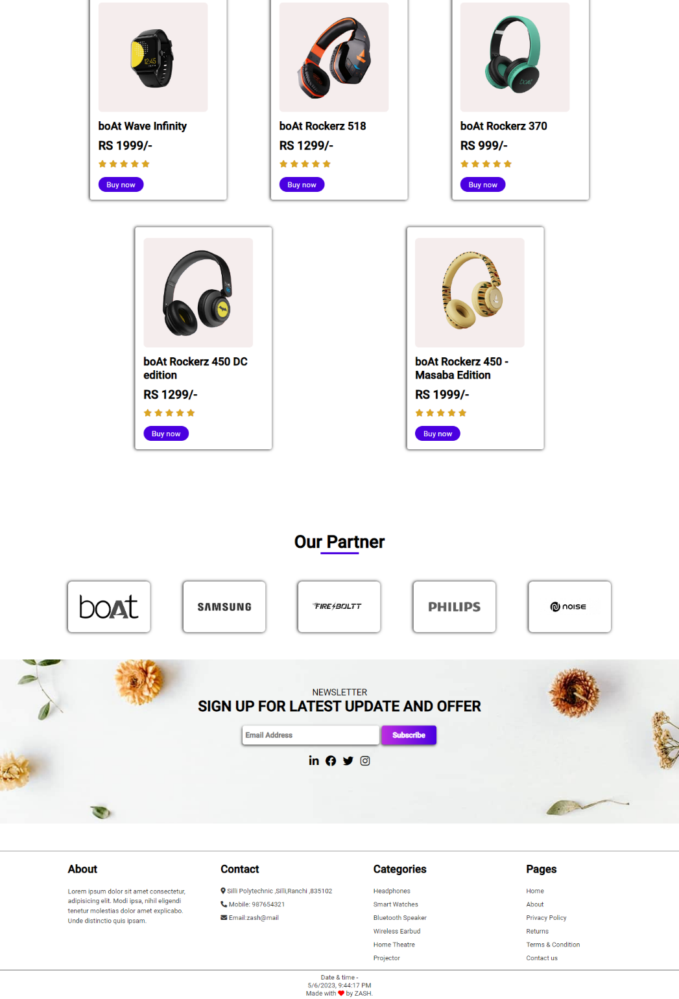 12:45
boAt
boAt Wave Infinity
boAt Rockerz 518
boAt Rockerz 370
RS 1999/-
RS 1299/-
RS 999/-
Buy now
Buy now
Buy now
boAt Rockerz 450 DC
edition
boAt Rockerz 450 -
Masaba Edition
RS 1299/-
RS 1999/-
Buy now
Buy now
Our Partner
boAt
SAMSUNG
FIRE BOLTT
PHILIPS
NOISE
NEWSLETTER
SIGN UP FOR LATEST UPDATE AND OFFER
Email Address
Subscribe
About
Lorem ipsum dolor sit amet consectetur,
adipisicing elit. Modi ipsa, nihil eligendi
tenetur molestias dolor amet explicabo.
Unde distinctio quis ipsam.
Contact
Silli Polytechnic ,Silli,Ranchi ,835102
Mobile: 987654321
Email:zash@mail
Categories
Headphones
Smart Watches
Bluetooth Speaker
Wireless Earbud
Home Theatre
Projector
Pages
Home
About
Privacy Policy
Returns
Terms & Condition
Contact us
Date & time -
5/6/2023, 9:44:17 PM
Made with ❤ by ZASH.